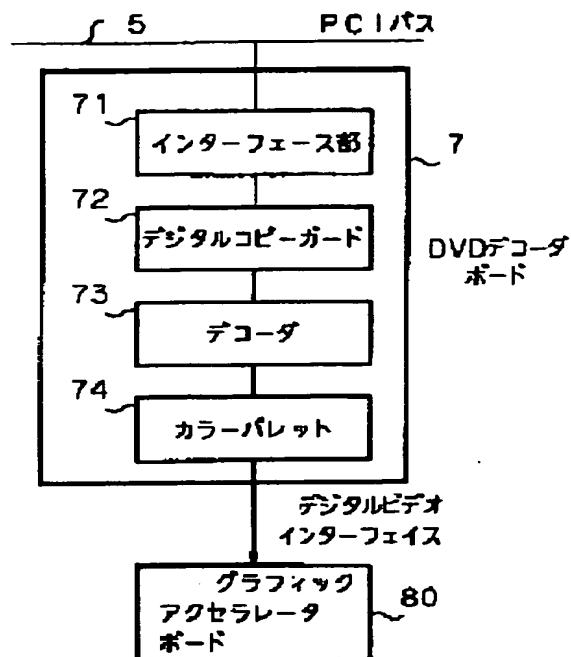 5 PCIバス
71
インターフェース部
7
72
デジタルコピーガード
DVDデコーダ
ボード
73
デコーダ
74
カラーパレット
デジタルビデオ
インターフェイス
グラフィック
アクセラレータ
ボード
80